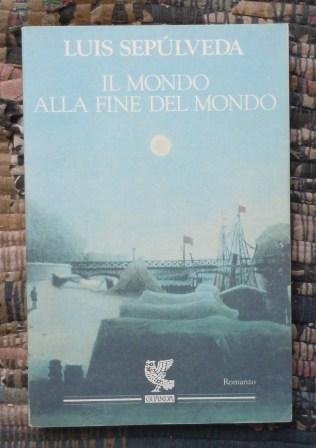 LUIS SEPÚLVEDA
IL MONDO
ALLA FINE DEL MONDO
GUANDA
Romanzo